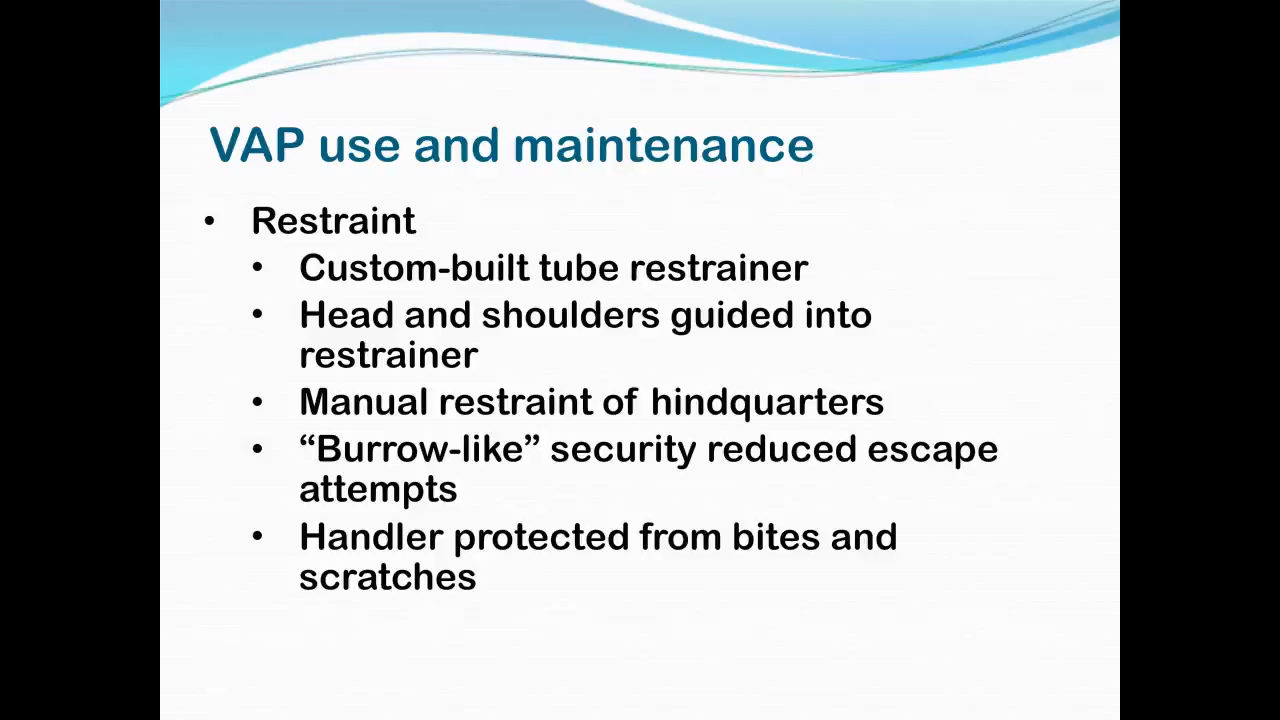 VAP use and maintenance
• Restraint
• Custom-built tube restrainer
• Head and shoulders guided into
restrainer
• Manual restraint of hindquarters
• “Burrow-like” security reduced escape
attempts
• Handler protected from bites and
scratches